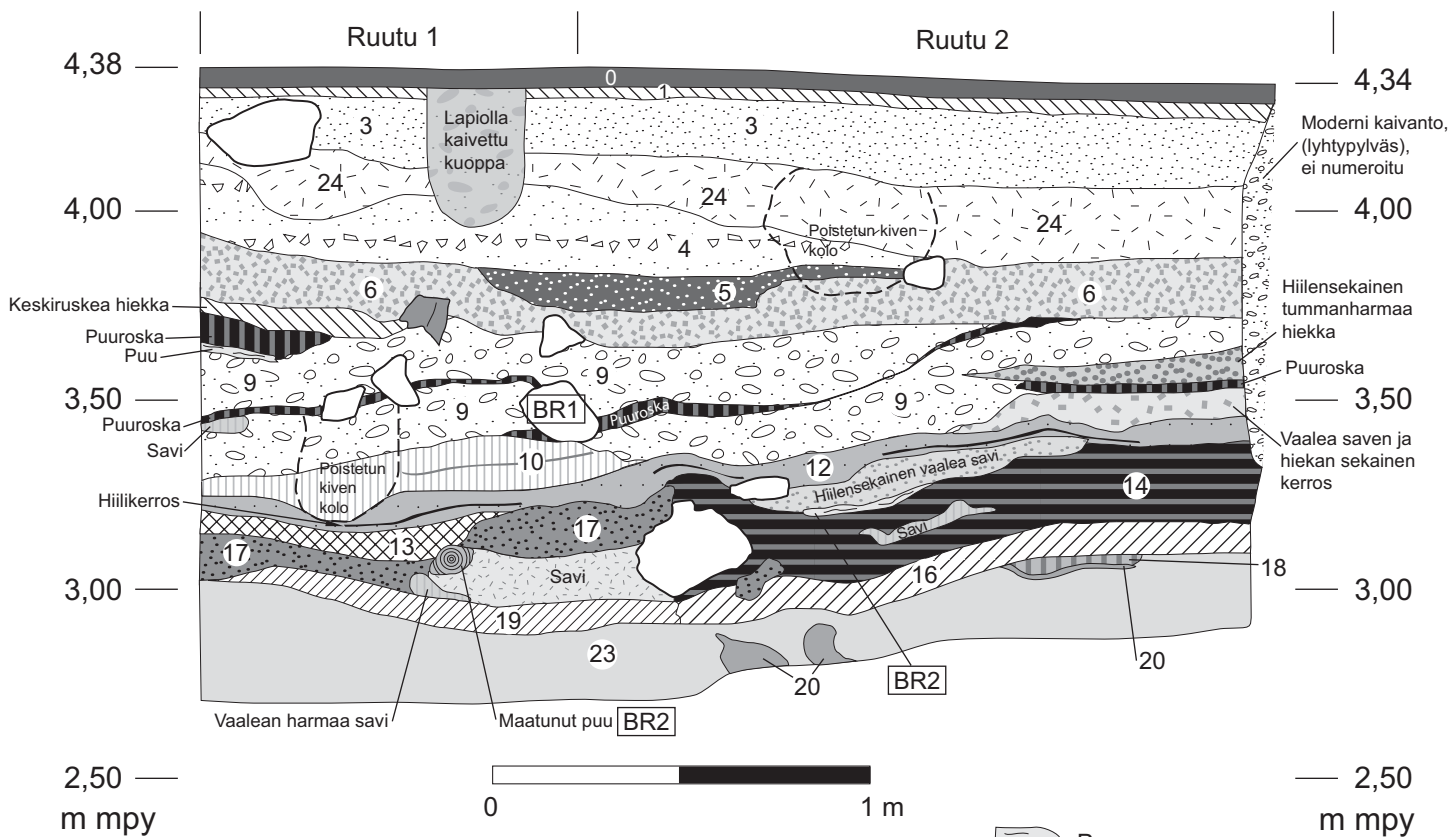 Ruutu 1
Ruutu 2
4,38
4,34
0
1
3
Lapiolla
kaivettu
kuoppa
3
Moderni kaivanto,
(lyhtypylväs),
ei numeroitu
24
24
24
4,00
4,00
4
Poistetun kiven
kolo
6
5
6
Keskiruskea hiekka
Puuroska
Puu
Hiilensekainen
tummanharmaa
hiekka
Puuroska
9
9
9
9
3,50
3,50
BR1
Puuroska
Puuroska
Savi
Vaalea saven ja
hiekan sekainen
kerros
10
12
Poistetun
kiven
kolo
Hiilensekainen vaalea savi
14
Hiilikerros
13
17
17
Savi
Savi
16
18
3,00
3,00
19
20
23
20
BR2
Vaalean harmaa savi
Maatunut puu
BR2
2,50
2,50
0
1 m
m mpy
m mpy